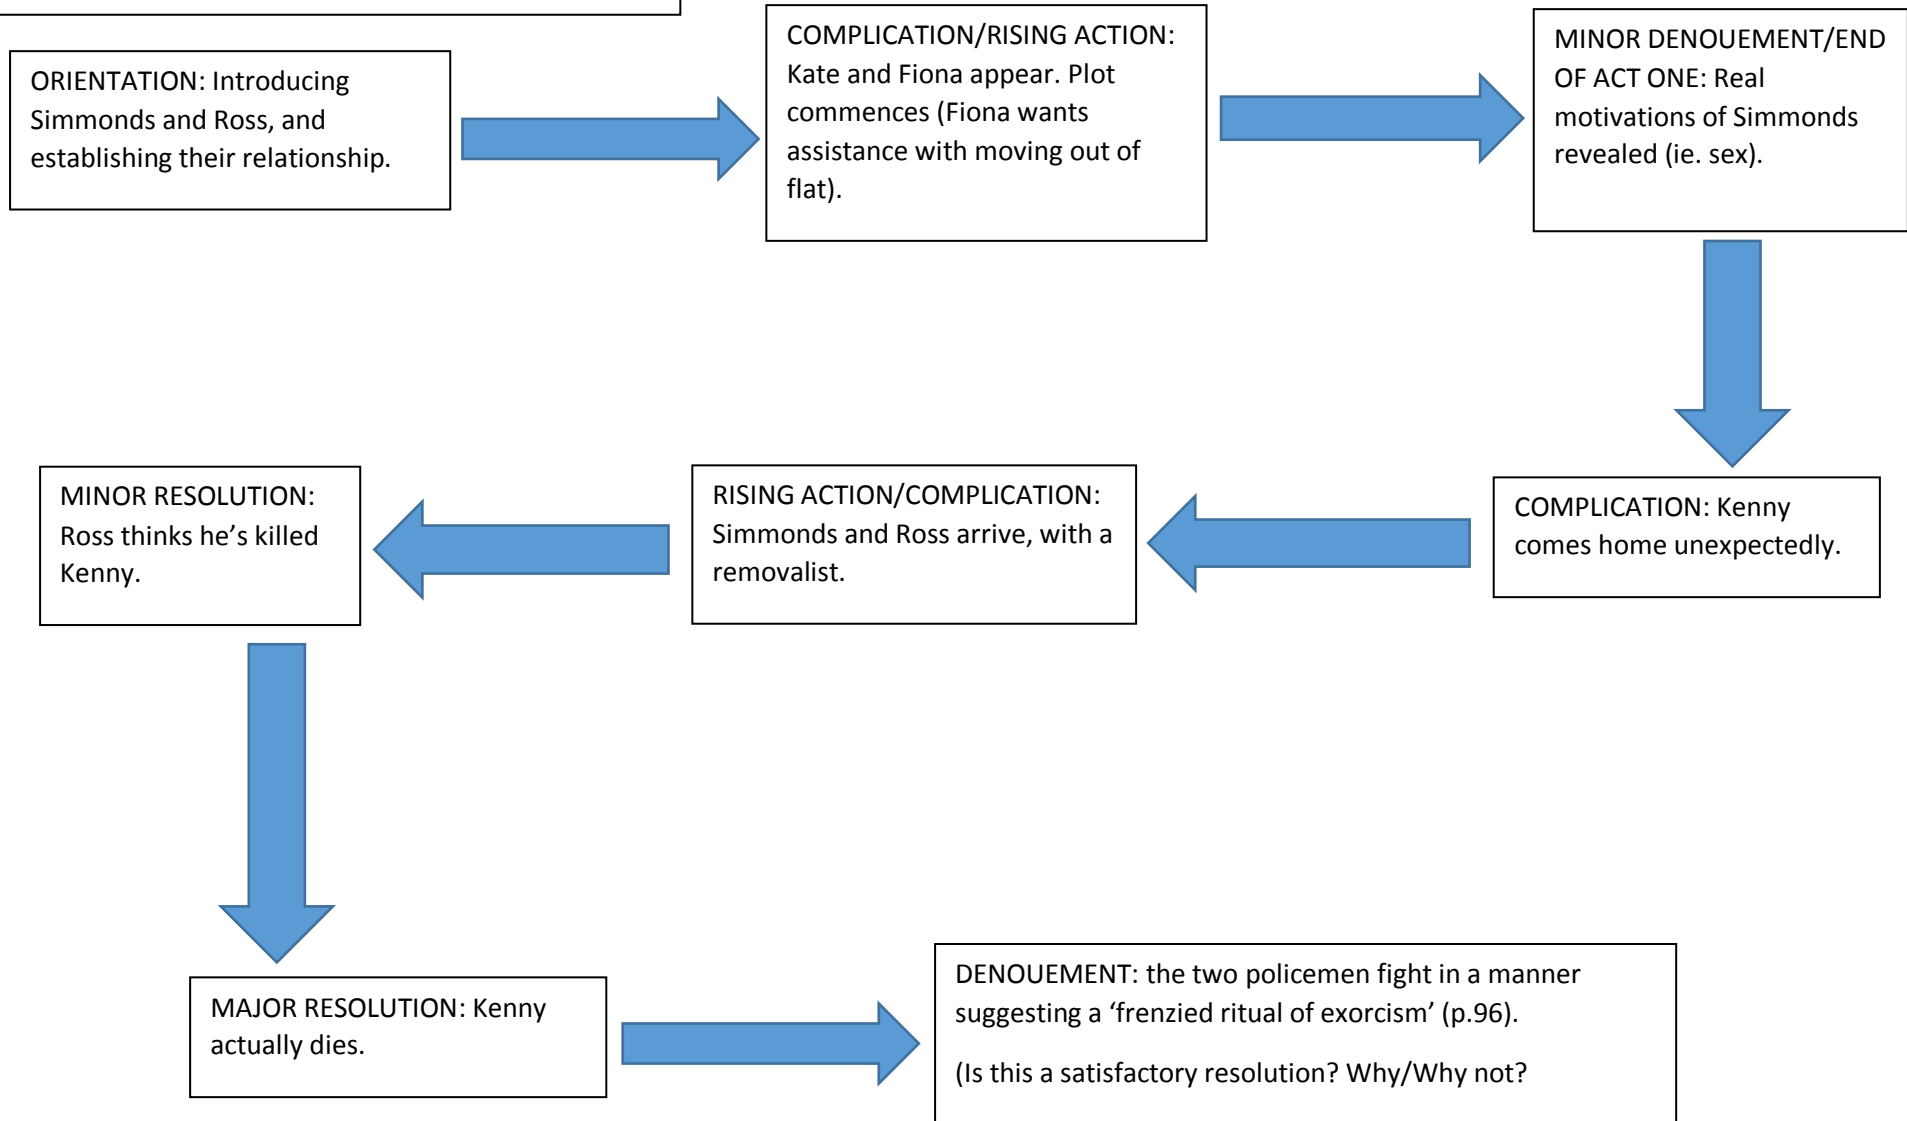 ORIENTATION: Introducing
Simmonds and Ross, and
establishing their relationship.
COMPLICATION/RISING ACTION:
Kate and Fiona appear. Plot
commences (Fiona wants
assistance with moving out of
flat).
MINOR DENOUEMENT/END
OF ACT ONE: Real
motivations of Simmonds
revealed (ie. sex).
COMPLICATION: Kenny
comes home unexpectedly.
RISING ACTION/COMPLICATION:
Simmonds and Ross arrive, with a
removalist.
MINOR RESOLUTION:
Ross thinks he’s killed
Kenny.
MAJOR RESOLUTION: Kenny
actually dies.
DENOUEMENT: the two policemen fight in a manner
suggesting a ‘frenzied ritual of exorcism’ (p.96).
(Is this a satisfactory resolution? Why/Why not?